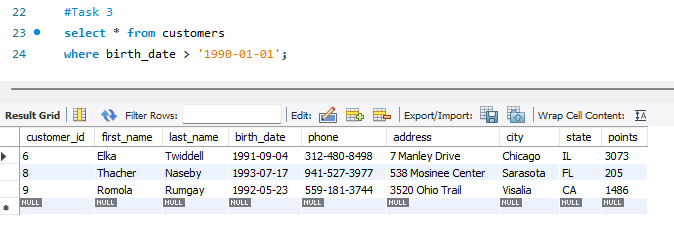 22 #Task 3
23 select * from customers
24 where birth_date > '1990-01-01';
Result Grid Filter Rows: Edit: Export/Import: Wrap Cell Content: IA
customer_id first_name last_name birth_date phone address city state points
6 Elka Twiddell 1991-09-04 312-480-8498 7 Manley Drive Chicago IL 3073
8 Thacher Naseby 1993-07-17 941-527-3977 538 Mosinee Center Sarasota FL 205
9 Romola Rumgay 1992-05-23 559-181-3744 3520 Ohio Trail Visalia CA 1486
NULL NULL NULL NULL NULL NULL NULL NULL NULL